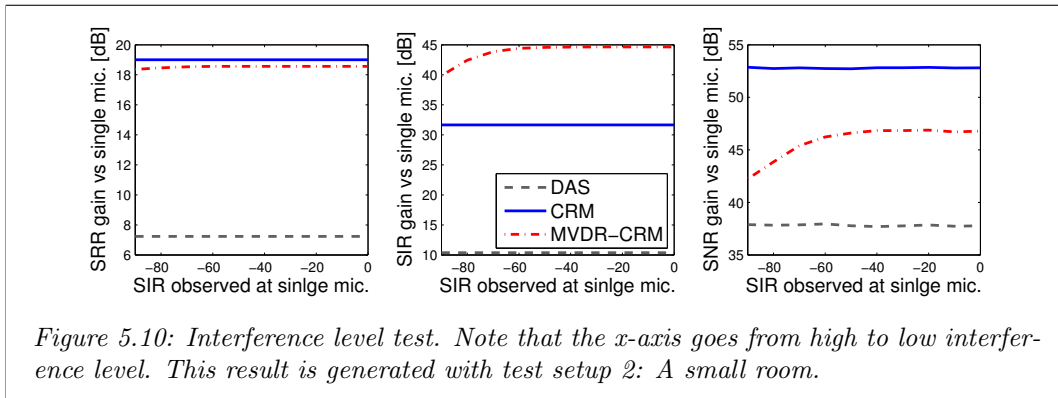 SRR gain vs single mic. [dB]
20
18
16
14
12
10
8
6
−80 −60 −40 −20 0
SIR observed at sinlge mic.
SIR gain vs single mic. [dB]
45
40
35
30
25
20
15
10
DAS
CRM
MVDR−CRM
−80 −60 −40 −20 0
SIR observed at sinlge mic.
SNR gain vs single mic. [dB]
55
50
45
40
35
−80 −60 −40 −20 0
SIR observed at sinlge mic.
Figure 5.10: Interference level test. Note that the x-axis goes from high to low interfer-
ence level. This result is generated with test setup 2: A small room.